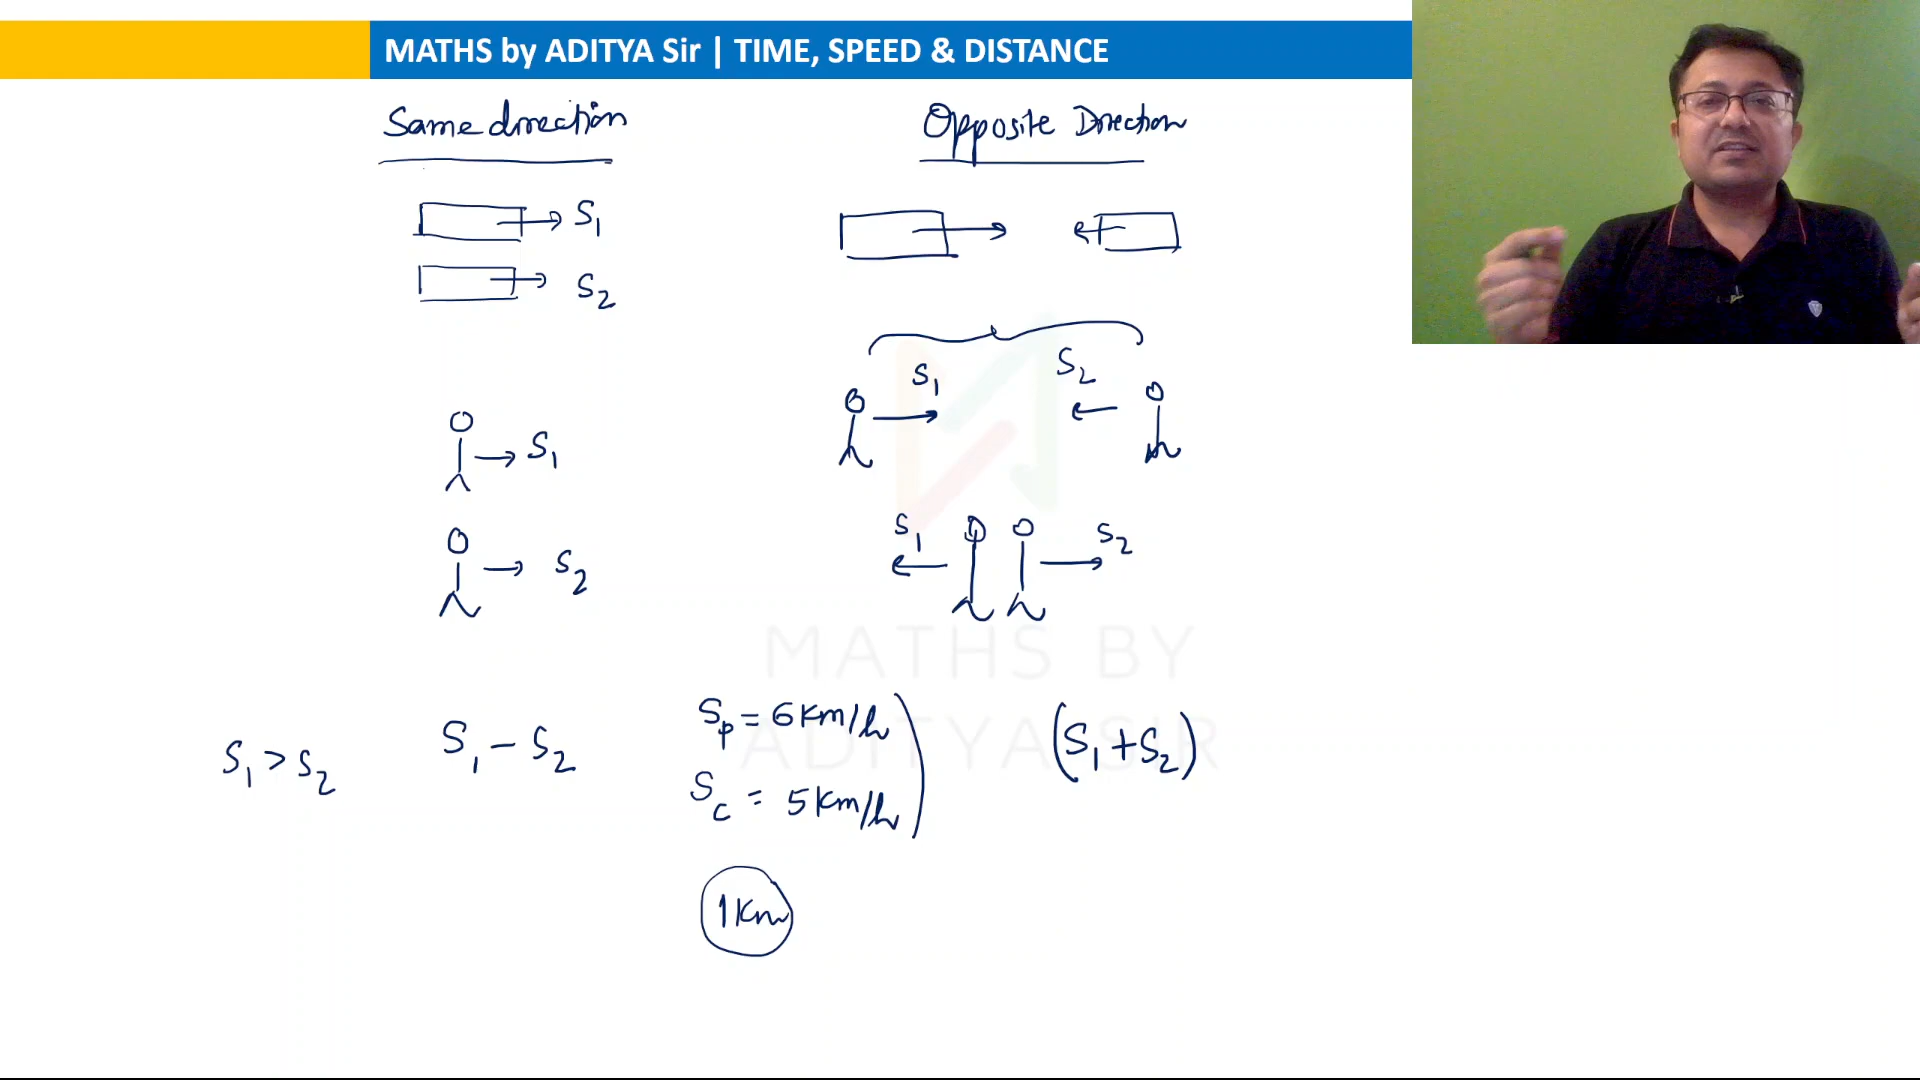 MATHS by ADITYA Sir | TIME, SPEED & DISTANCE
Same direction
Opposite Direction
S1
S2
S1
S2
S1
S2
S1
S2
S1 > S2
S1 - S2
Sp = 6 km/h
Sc = 5 km/h
1 Km
(S1 + S2)
MATHS BY
ADITYA SIR